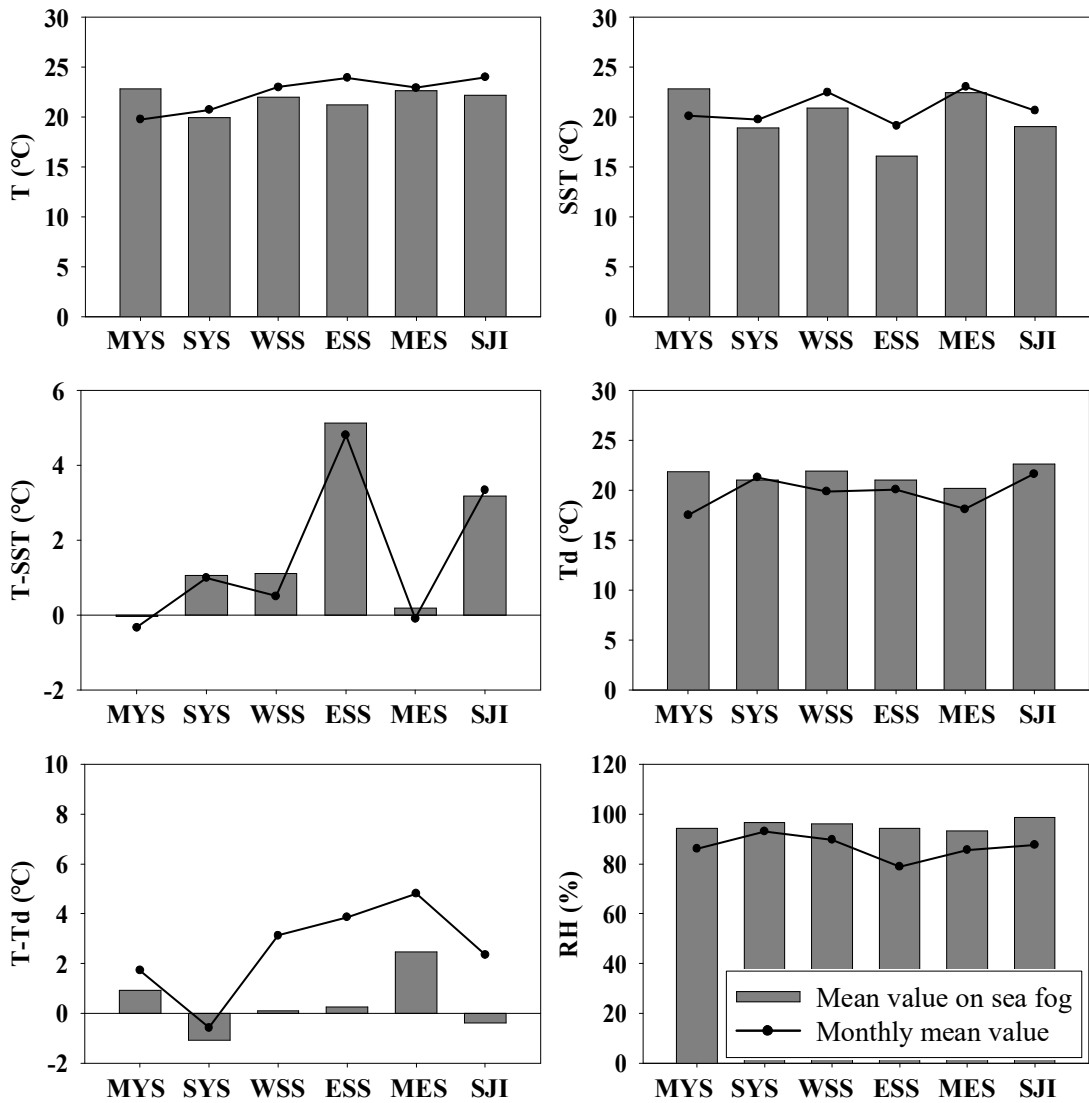 30
25
20
15
10
5
0
T (℃)
MYS SYS WSS ESS MES SJI
30
25
20
15
10
5
0
SST (℃)
MYS SYS WSS ESS MES SJI
6
4
2
0
-2
T-SST (℃)
MYS SYS WSS ESS MES SJI
30
25
20
15
10
5
0
Td (℃)
MYS SYS WSS ESS MES SJI
10
8
6
4
2
0
-2
T-Td (℃)
MYS SYS WSS ESS MES SJI
120
100
80
60
40
20
0
RH (%)
Mean value on sea fog
Monthly mean value
MYS SYS WSS ESS MES SJI